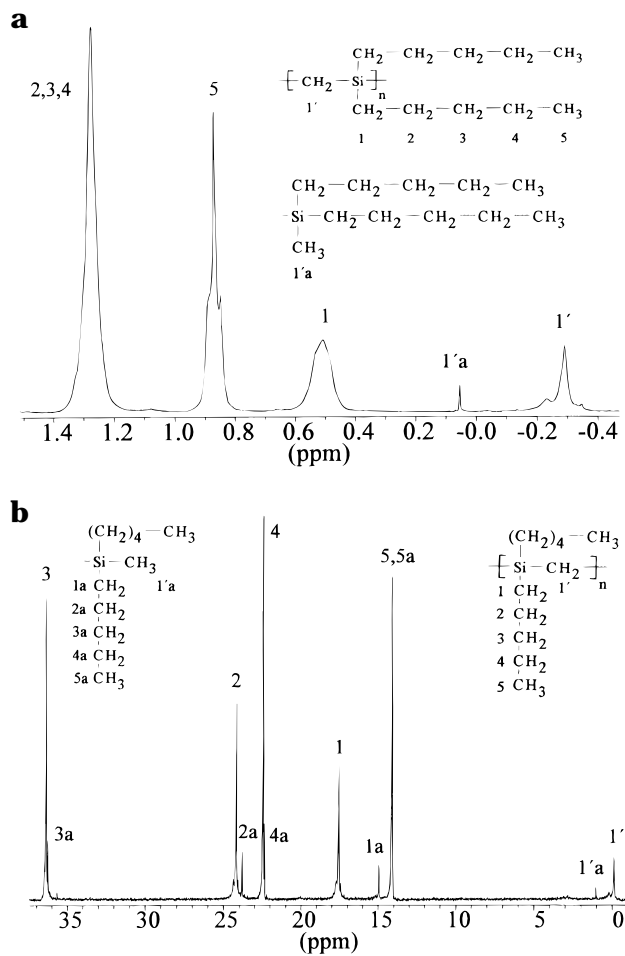 a
2,3,4
5
CH2—CH2—CH2—CH2—CH3
[ CH2—Si ]n
1´
CH2—CH2—CH2—CH2—CH3
1 2 3 4 5
CH2—CH2—CH2—CH2—CH3
Si—CH2—CH2—CH2—CH2—CH3
CH3
1´a
1
1´a
1´
1.4 1.2 1.0 0.8 0.6 0.4 0.2 -0.0 -0.2 -0.4
(ppm)
b
(CH2)4—CH3
Si—CH3
1a CH2 1´a
2a CH2
3a CH2
4a CH2
5a CH3
3
3a
2
2a
4
4a
1
1a
5,5a
(CH2)4—CH3
[ Si—CH2 ]n
1 CH2 1´
2 CH2
3 CH2
4 CH2
5 CH3
1´a
1´
35 30 25 20 15 10 5 0
(ppm)